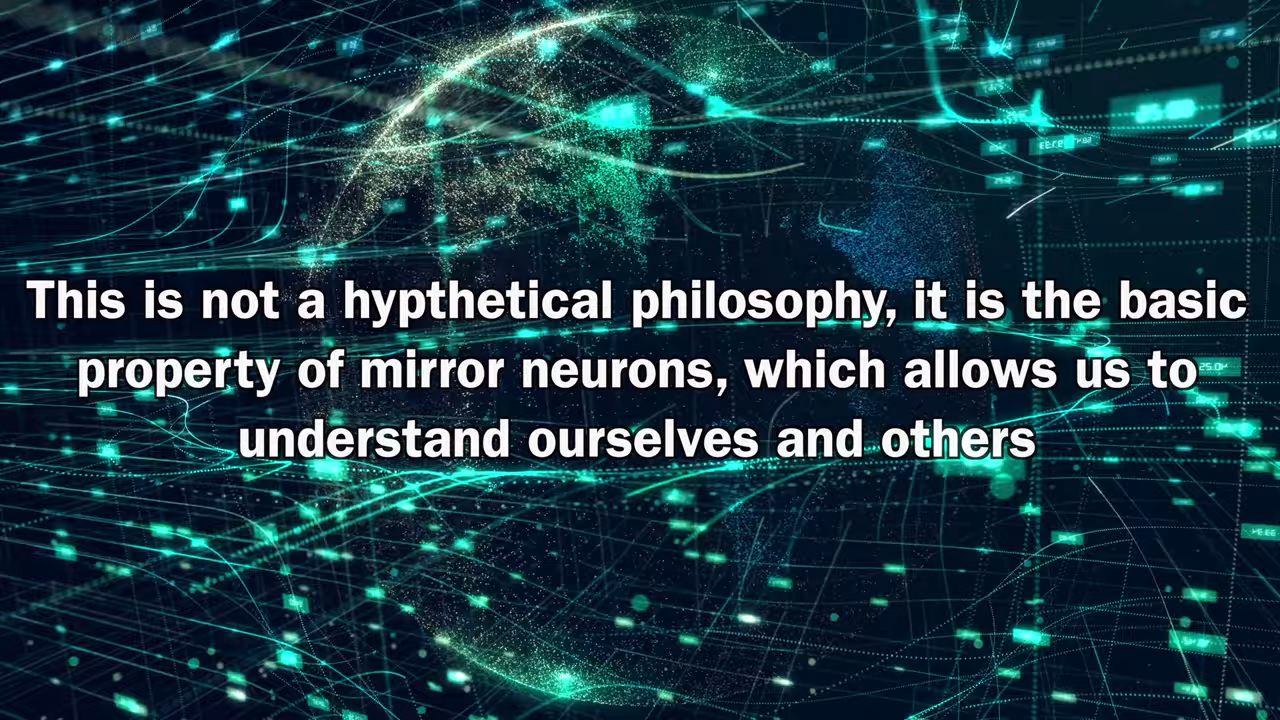 This is not a hypthetical philosophy, it is the basic
property of mirror neurons, which allows us to
understand ourselves and others